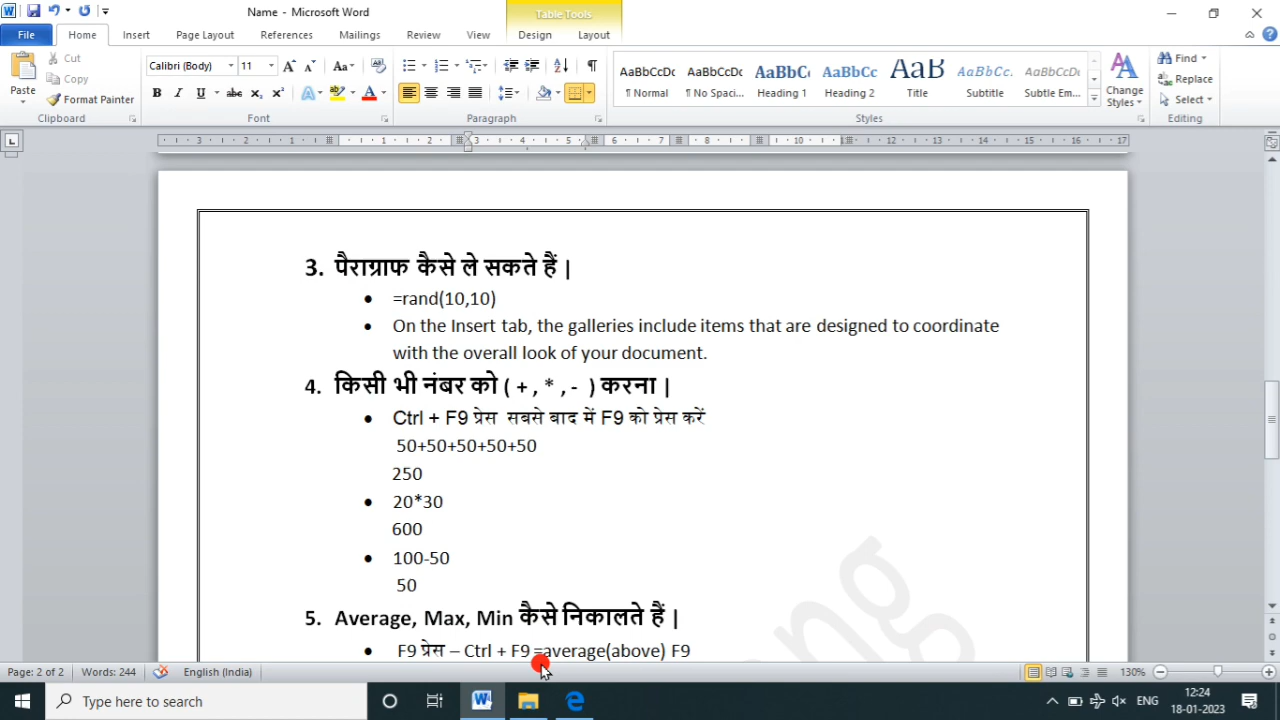 Name - Microsoft Word
Table Tools
File Home Insert Page Layout References Mailings Review View Design Layout
Paste
Cut
Copy
Format Painter
Clipboard
Calibri (Body) 11
Font
Paragraph
AaBbCcDc AaBbCcDc AaBbC AaBbCc AaB AaBbCc. AaBbCcDc
¶ Normal ¶ No Spaci... Heading 1 Heading 2 Title Subtitle Subtle Em...
Styles
Change Styles
Find
Replace
Select
Editing
3. पैराग्राफ कैसे ले सकते हैं |
• =rand(10,10)
• On the Insert tab, the galleries include items that are designed to coordinate
with the overall look of your document.
4. किसी भी नंबर को ( + , * , - ) करना |
• Ctrl + F9 प्रेस सबसे बाद में F9 को प्रेस करें
50+50+50+50+50
250
• 20*30
600
• 100-50
50
5. Average, Max, Min कैसे निकालते हैं |
• F9 प्रेस – Ctrl + F9 =average(above) F9
Page: 2 of 2 Words: 244 English (India) 130%
Type here to search
ENG
12:24
18-01-2023